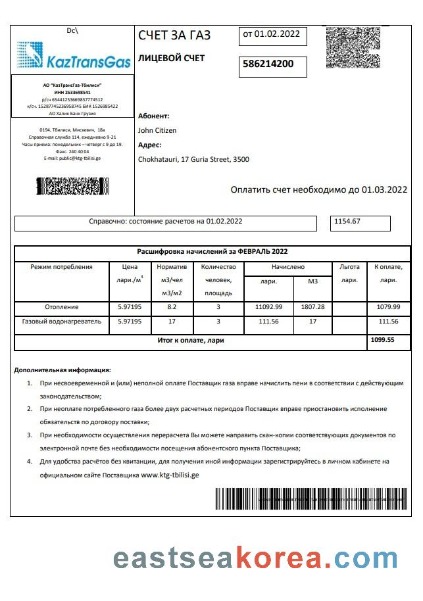 Dc\
KazTransGas
АО "КазТрансГаз-Тбилиси"
ИНН 2533698541
АО Халик Банк Грузия
0194, Тбилиси, Мицкевич, 18а
Справочная служба 114, ежедневно 9-21
Часы приема: понедельник – четверг с 9 до 18.
Факс: 240 40 04
E-mail: public@ktg-tbilisi.ge
СЧЕТ ЗА ГАЗ
от 01.02.2022
ЛИЦЕВОЙ СЧЕТ
586214200
Абонент:
John Citizen
Адрес:
Chokhatauri, 17 Guria Street, 3500
Оплатить счет необходимо до 01.03.2022
Справочно: состояние расчетов на 01.02.2022 1154.67
Расшифровка начислений за ФЕВРАЛЬ 2022
Режим потребления Цена лари./м³ Норматив м3/чел м3/м2 Количество человек, площадь Начислено лари. М3 Льгота лари. К оплате, лари.
Отопление 5.97195 8.2 3 11092.99 1807.28 1079.99
Газовый водонагреватель 5.97195 17 3 111.56 17 111.56
Итог к оплате, лари 1099.55
Дополнительная информация:
1. При несвоевременной и (или) неполной оплате Поставщик газа вправе начислить пени в соответствии с действующим
законодательством;
2. При неоплате потребленного газа более двух расчетных периодов Поставщик вправе приостановить исполнение
обязательств по договору поставки;
3. При необходимости осуществления перерасчета Вы можете направить скан-копии соответствующих документов по
электронной почте без необходимости посещения абонентского пункта Поставщика;
4. Для удобства расчётов без квитанции, для получения иной информации зарегистрируйтесь в личном кабинете на
официальном сайте Поставщика www.ktg-tbilisi.ge
eastseakorea.com